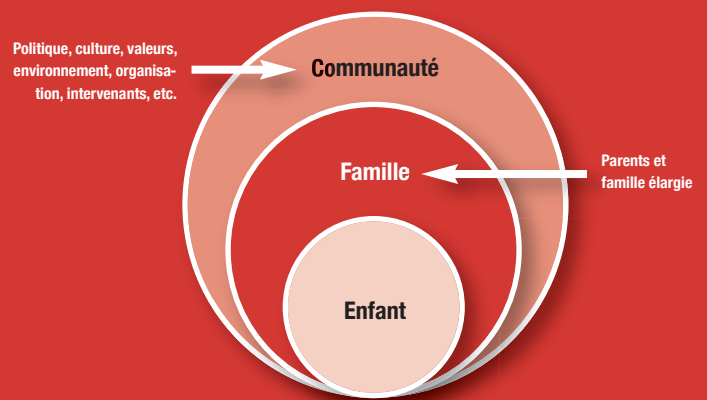 Politique, culture, valeurs,
environnement, organisa-
tion, intervenants, etc.
Communauté
Famille
Parents et
famille élargie
Enfant